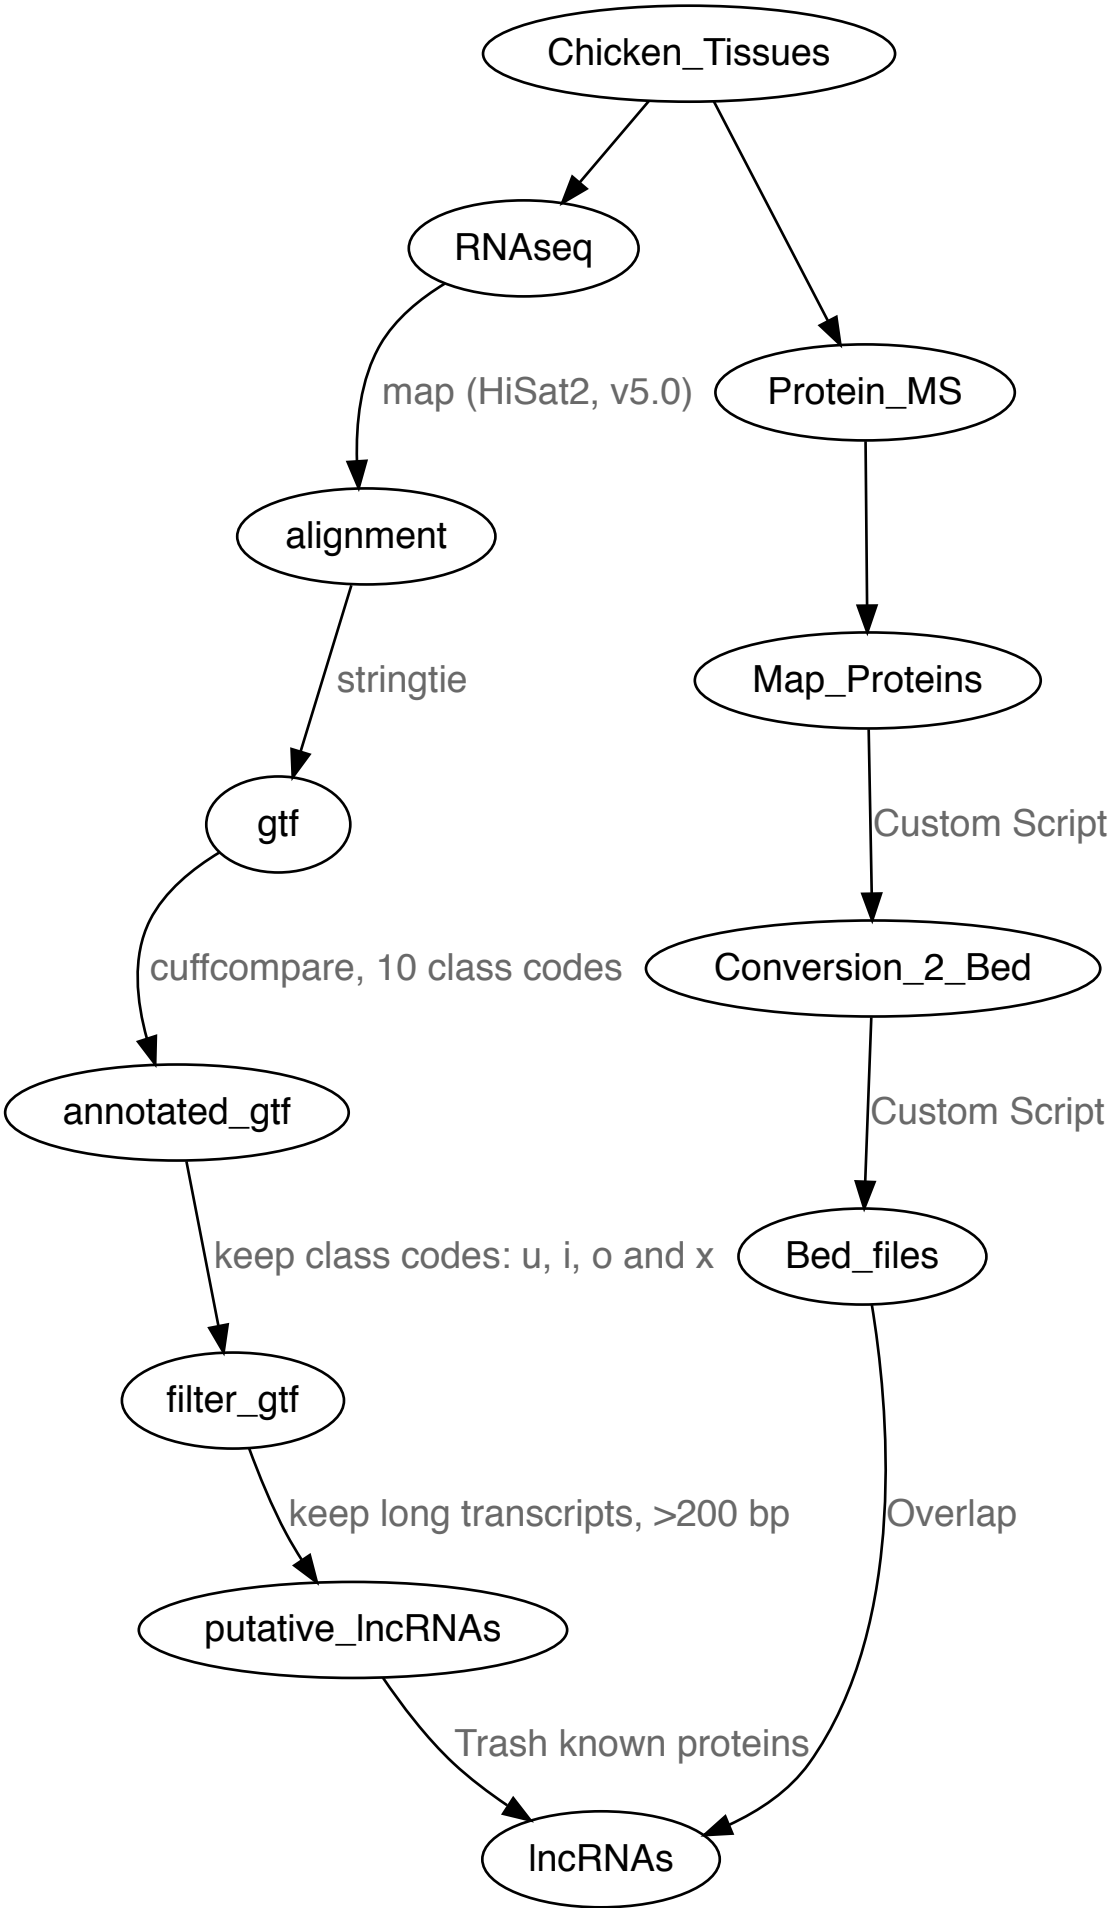 Chicken_Tissues
RNAseq
map (HiSat2, v5.0)
Protein_MS
alignment
stringtie
Map_Proteins
gtf
Custom Script
cuffcompare, 10 class codes
Conversion_2_Bed
annotated_gtf
Custom Script
keep class codes: u, i, o and x
Bed_files
filter_gtf
keep long transcripts, >200 bp
Overlap
putative_lncRNAs
Trash known proteins
lncRNAs